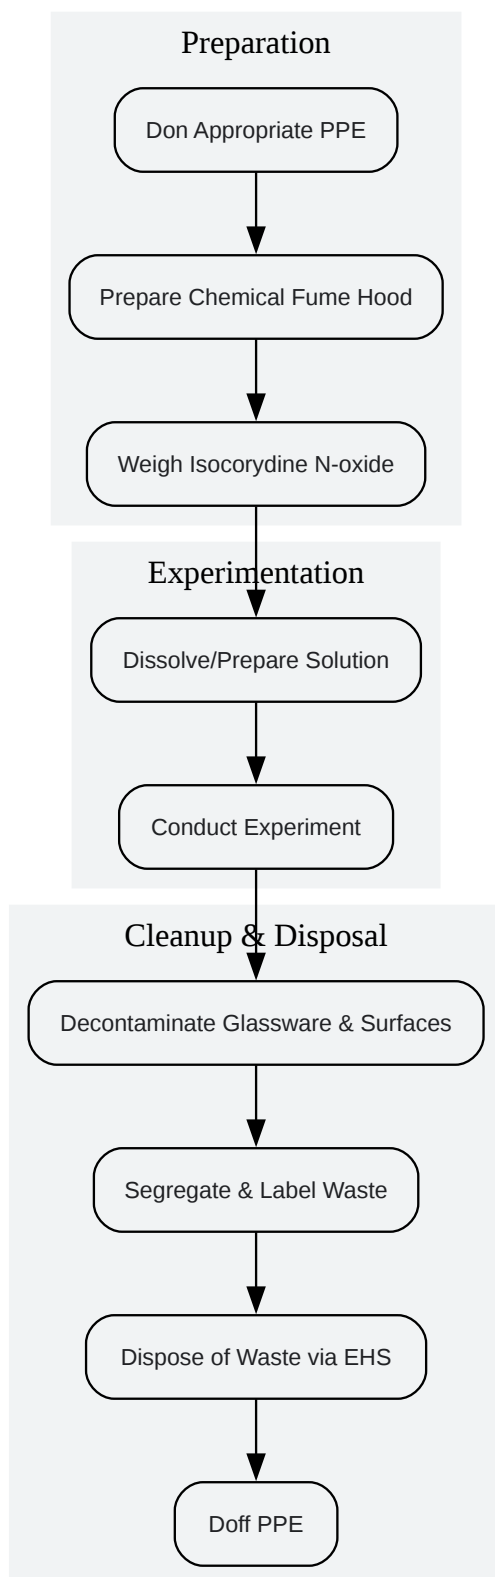 Preparation
Don Appropriate PPE
Prepare Chemical Fume Hood
Weigh Isocorydine N-oxide
Experimentation
Dissolve/Prepare Solution
Conduct Experiment
Cleanup & Disposal
Decontaminate Glassware & Surfaces
Segregate & Label Waste
Dispose of Waste via EHS
Doff PPE